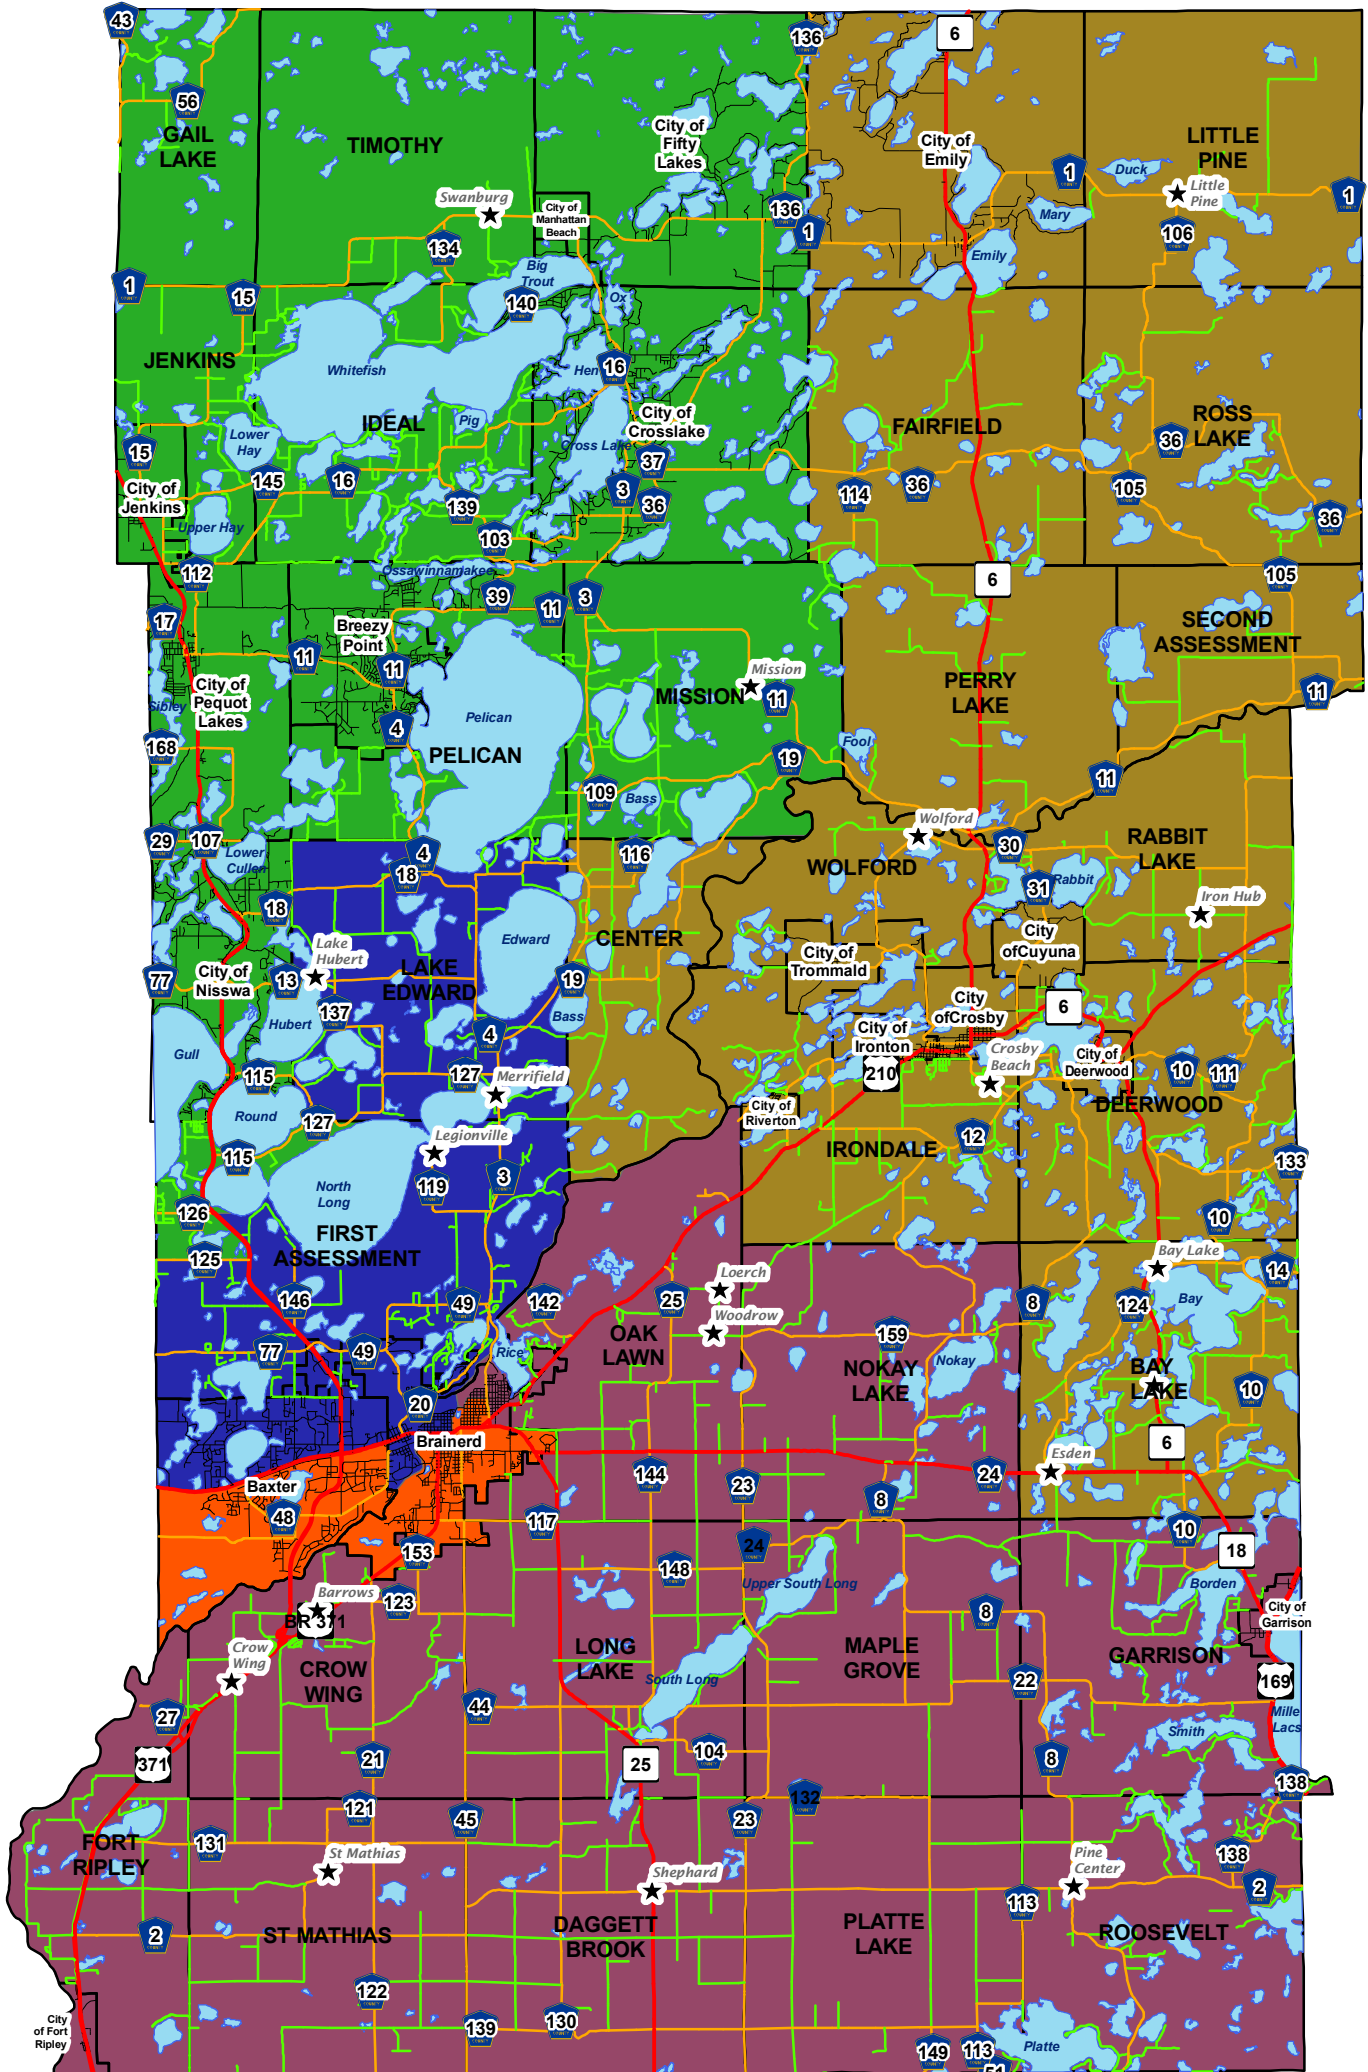 43
136
6
56
GAIL
LAKE
TIMOTHY
City of
Fifty
Lakes
City of
Emily
LITTLE
PINE
1
Duck
Little
Pine
1
Swanburg
City of
Manhattan
Beach
136
1
Mary
106
134
Emily
Big
Trout
1
15
140
Ox
JENKINS
Whitefish
Hen
16
IDEAL
Pig
City of
Crosslake
FAIRFIELD
ROSS
LAKE
36
15
Lower
Hay
Cross Lake
37
145
16
3
36
114
36
105
City of
Jenkins
139
36
Upper Hay
103
112
Ossawinnamakee
6
105
39
11
3
17
Breezy
Point
SECOND
ASSESSMENT
11
11
Mission
City of
Pequot
Lakes
MISSION
11
PERRY
LAKE
11
Sibley
Pelican
4
168
PELICAN
Fool
19
11
109
Bass
Wolford
29
107
Lower
Cullen
4
116
30
RABBIT
LAKE
18
WOLFORD
31
Rabbit
Iron Hub
18
Lake
Hubert
Edward
CENTER
City
ofCuyuna
City of
Trommald
77
City of
Nisswa
13
LAKE
EDWARD
19
137
Hubert
Bass
City
ofCrosby
6
4
City of
Ironton
Gull
Crosby
Beach
City of
Deerwood
115
127
Merrifield
210
10
111
Round
City of
Riverton
DEERWOOD
127
Legionville
12
IRONDALE
115
119
3
133
North
Long
126
10
FIRST
ASSESSMENT
125
Bay Lake
Loerch
14
146
49
142
25
8
124
Bay
Woodrow
77
49
Rice
OAK
LAWN
159
NOKAY
LAKE
Nokay
BAY
LAKE
10
20
Brainerd
6
Esden
Baxter
144
23
24
8
48
117
10
153
24
18
148
Upper South Long
Borden
Barrows
123
BR 371
8
City of
Garrison
Crow
Wing
LONG
LAKE
MAPLE
GROVE
GARRISON
CROW
WING
South Long
22
169
27
44
Mille
Lacs
Smith
371
21
25
104
8
138
121
132
45
23
131
FORT
RIPLEY
St Mathias
138
Shephard
Pine
Center
2
113
2
ST MATHIAS
DAGGETT
BROOK
PLATTE
LAKE
ROOSEVELT
122
City
of Fort
Ripley
139
130
149
113
Platte
51